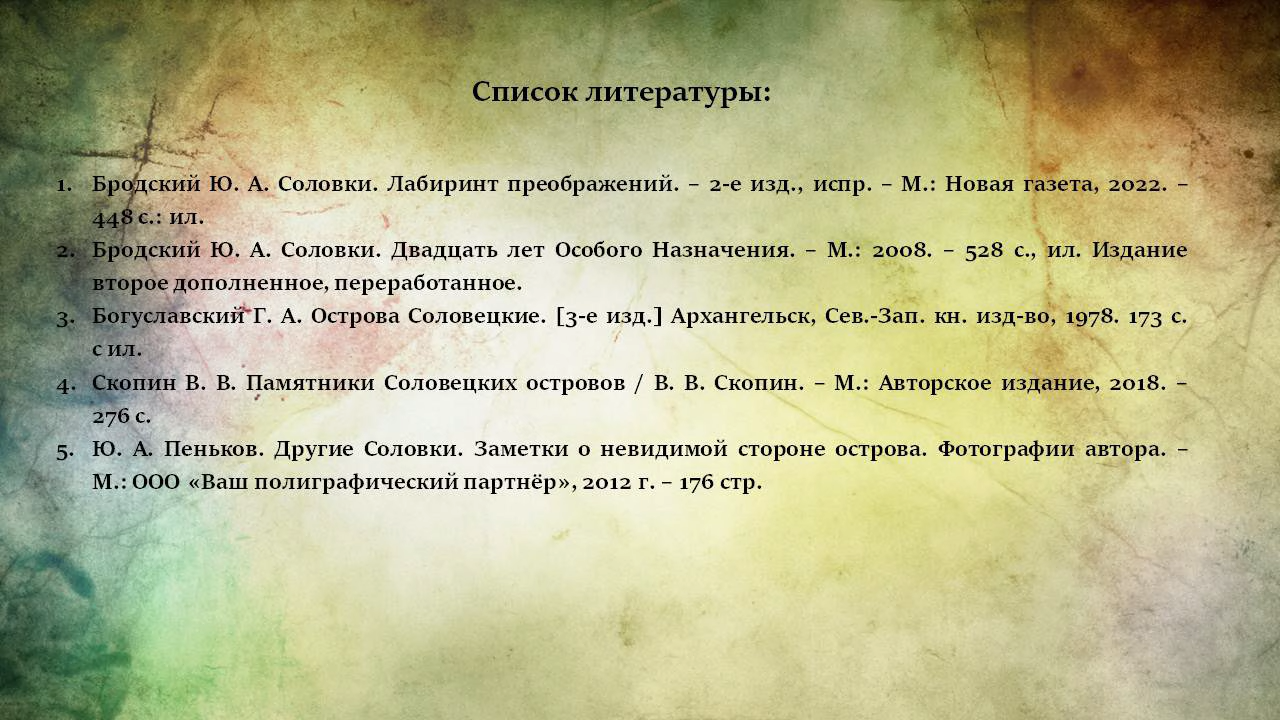 Список литературы:
1. Бродский Ю. А. Соловки. Лабиринт преображений. – 2-е изд., испр. – М.: Новая газета, 2022. –
448 с.: ил.
2. Бродский Ю. А. Соловки. Двадцать лет Особого Назначения. – М.: 2008. – 528 с., ил. Издание
второе дополненное, переработанное.
3. Богуславский Г. А. Острова Соловецкие. [3-е изд.] Архангельск, Сев.-Зап. кн. изд-во, 1978. 173 с.
с ил.
4. Скопин В. В. Памятники Соловецких островов / В. В. Скопин. – М.: Авторское издание, 2018. –
276 с.
5. Ю. А. Пеньков. Другие Соловки. Заметки о невидимой стороне острова. Фотографии автора. –
М.: ООО «Ваш полиграфический партнёр», 2012 г. – 176 стр.